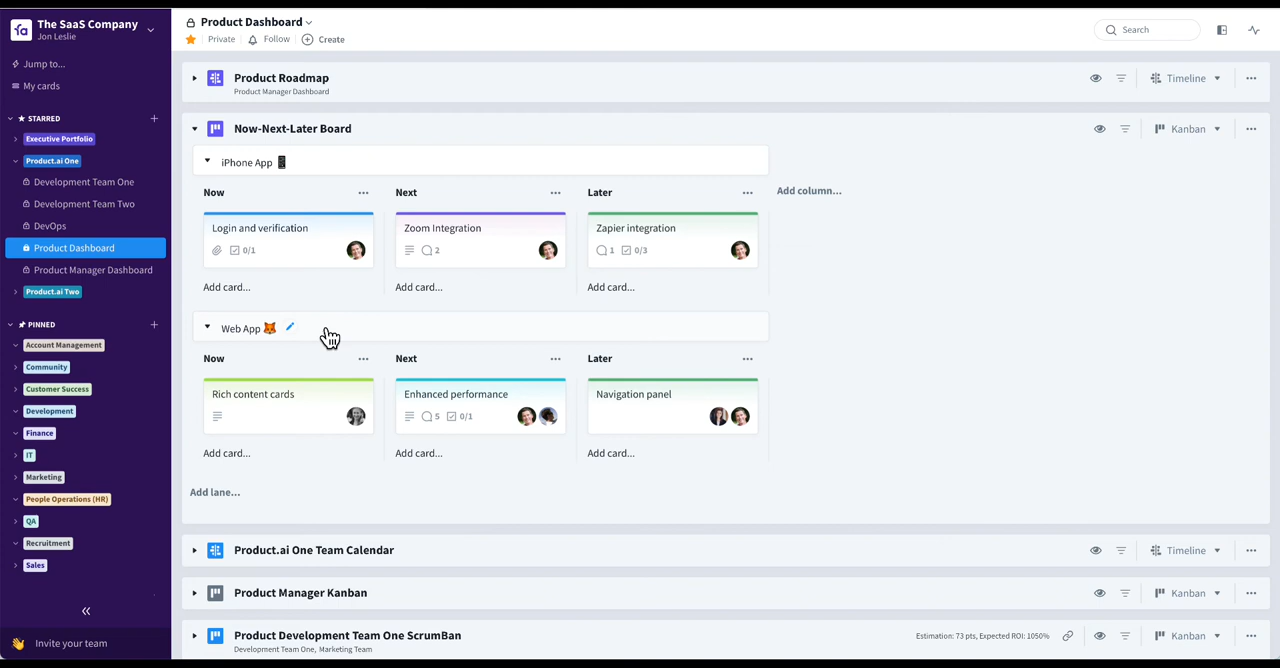 The SaaS Company
Jon Leslie
Jump to...
My cards
STARRED
Executive Portfolio
Product.ai One
Development Team One
Development Team Two
DevOps
Product Dashboard
Product Manager Dashboard
Product.ai Two
PINNED
Account Management
Community
Customer Success
Development
Finance
IT
Marketing
People Operations (HR)
QA
Recruitment
Sales
Invite your team
Product Dashboard
Private Follow Create
Search
Product Roadmap
Product Manager Dashboard
Timeline
Now-Next-Later Board
Kanban
iPhone App
Now Next Later Add column...
Login and verification Zoom Integration Zapier integration
0/1 2 1 0/3
Add card... Add card... Add card...
Web App 🦊
Now Next Later
Rich content cards Enhanced performance Navigation panel
5 0/1
Add card... Add card... Add card...
Add lane...
Product.ai One Team Calendar
Timeline
Product Manager Kanban
Kanban
Product Development Team One ScrumBan
Development Team One, Marketing Team
Estimation: 73 pts, Expected ROI: 1050%
Kanban